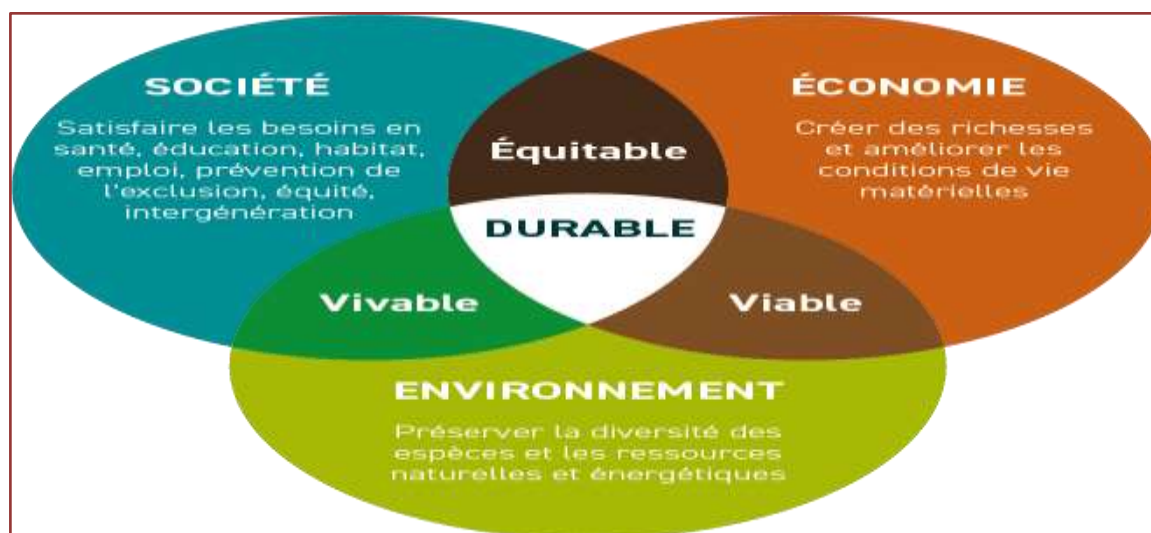 SOCIÉTÉ
Satisfaire les besoins en
santé, éducation, habitat,
emploi, prévention de
l'exclusion, équité,
intergénération
ÉCONOMIE
Créer des richesses
et améliorer les
conditions de vie
matérielles
Équitable
DURABLE
Vivable
Viable
ENVIRONNEMENT
Préserver la diversité des
espèces et les ressources
naturelles et énergétiques